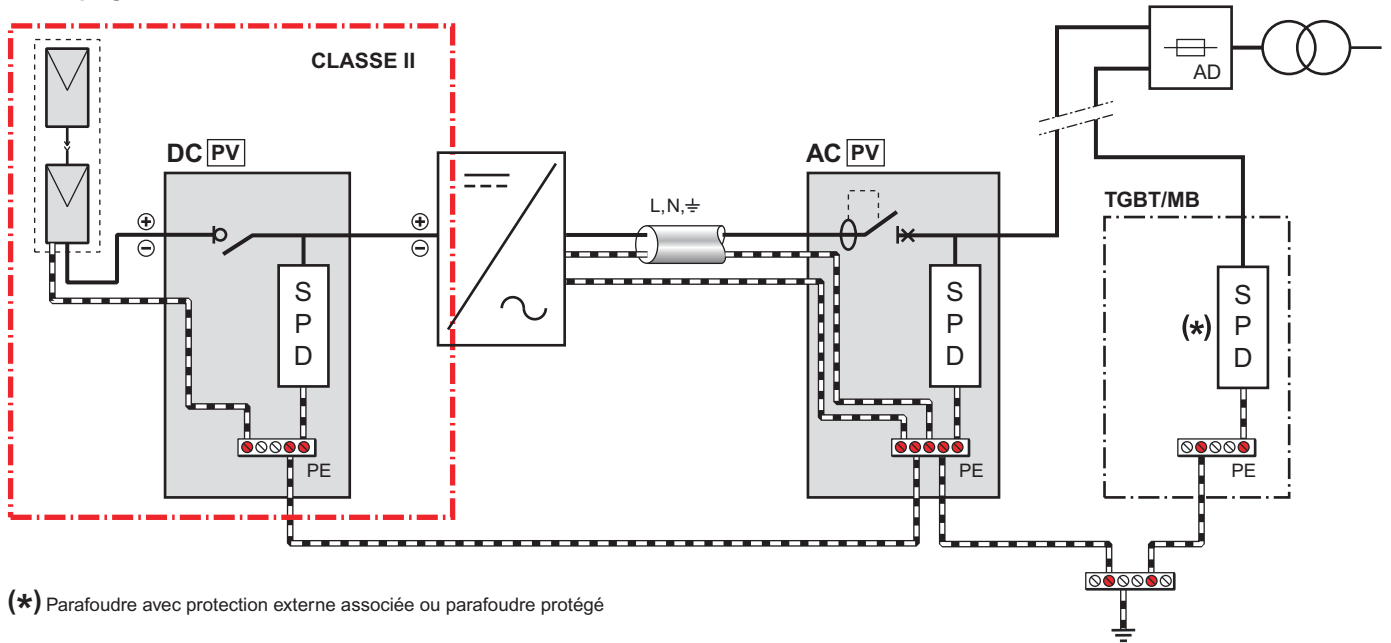 CLASSE II
AD
DC PV
AC PV
L,N,⏚
TGBT/MB
+
−
+
−
S
P
D
S
P
D
(*)
S
P
D
PE
PE
PE
(*) Parafoudre avec protection externe associée ou parafoudre protégé